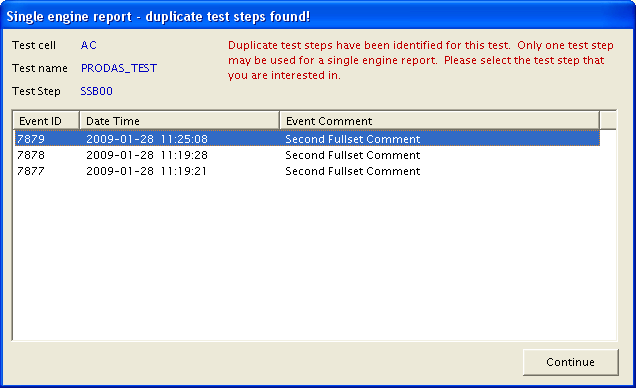 Single engine report - duplicate test steps found!
Test cell AC
Duplicate test steps have been identified for this test. Only one test step
may be used for a single engine report. Please select the test step that
you are interested in.
Test name PRODAS_TEST
Test Step SSB00
Event ID Date Time Event Comment
7879 2009-01-28 11:25:08 Second Fullset Comment
7878 2009-01-28 11:19:28 Second Fullset Comment
7877 2009-01-28 11:19:21 Second Fullset Comment
Continue